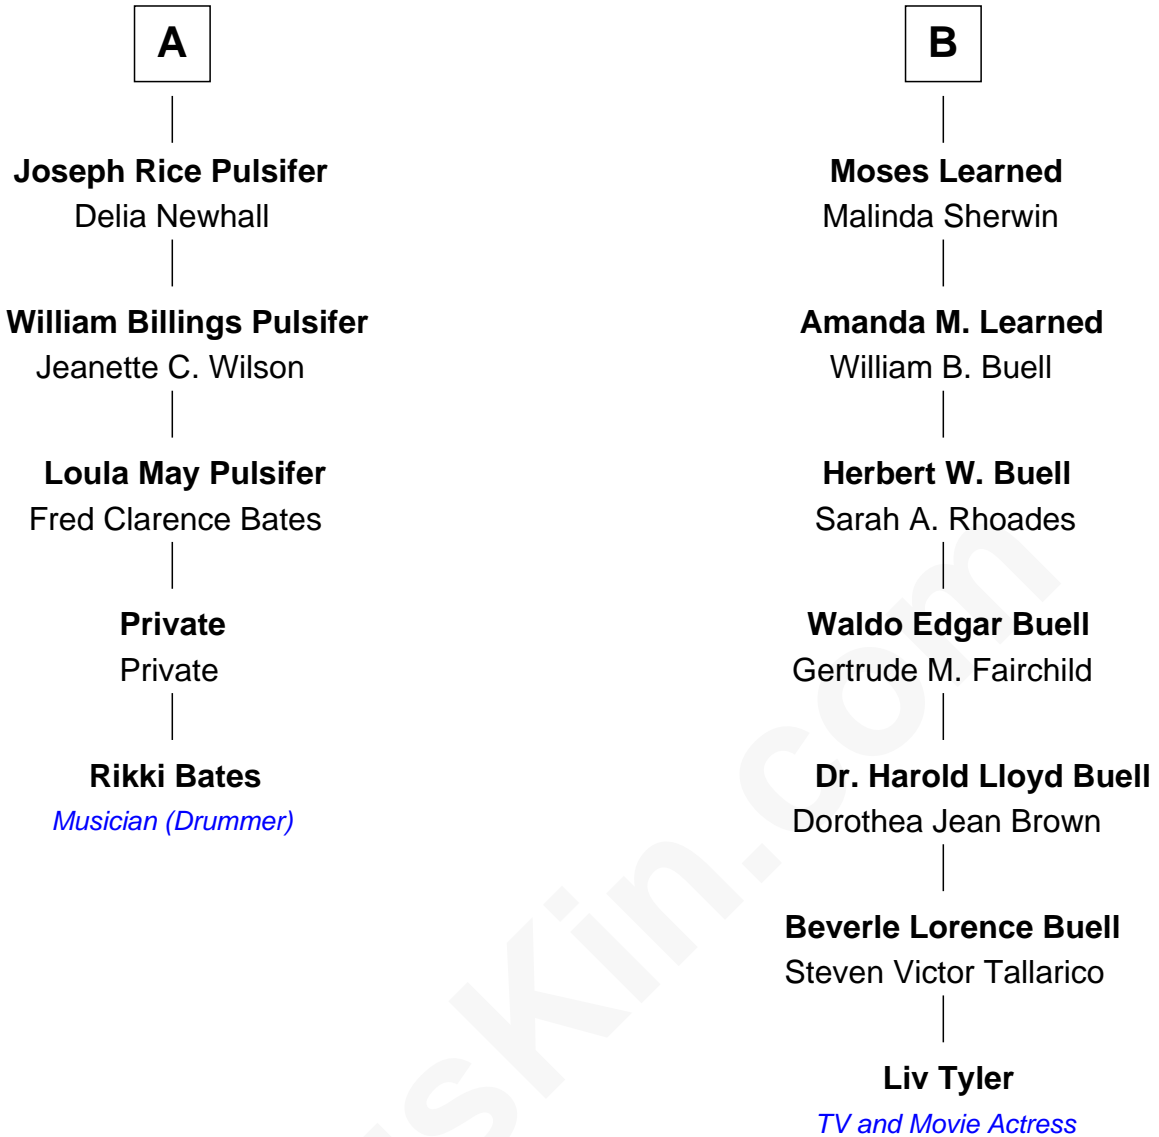 A
Joseph Rice Pulsifer
Delia Newhall
William Billings Pulsifer
Jeanette C. Wilson
Loula May Pulsifer
Fred Clarence Bates
Private
Private
Rikki Bates
Musician (Drummer)
B
Moses Learned
Malinda Sherwin
Amanda M. Learned
William B. Buell
Herbert W. Buell
Sarah A. Rhoades
Waldo Edgar Buell
Gertrude M. Fairchild
Dr. Harold Lloyd Buell
Dorothea Jean Brown
Beverle Lorence Buell
Steven Victor Tallarico
Liv Tyler
TV and Movie Actress